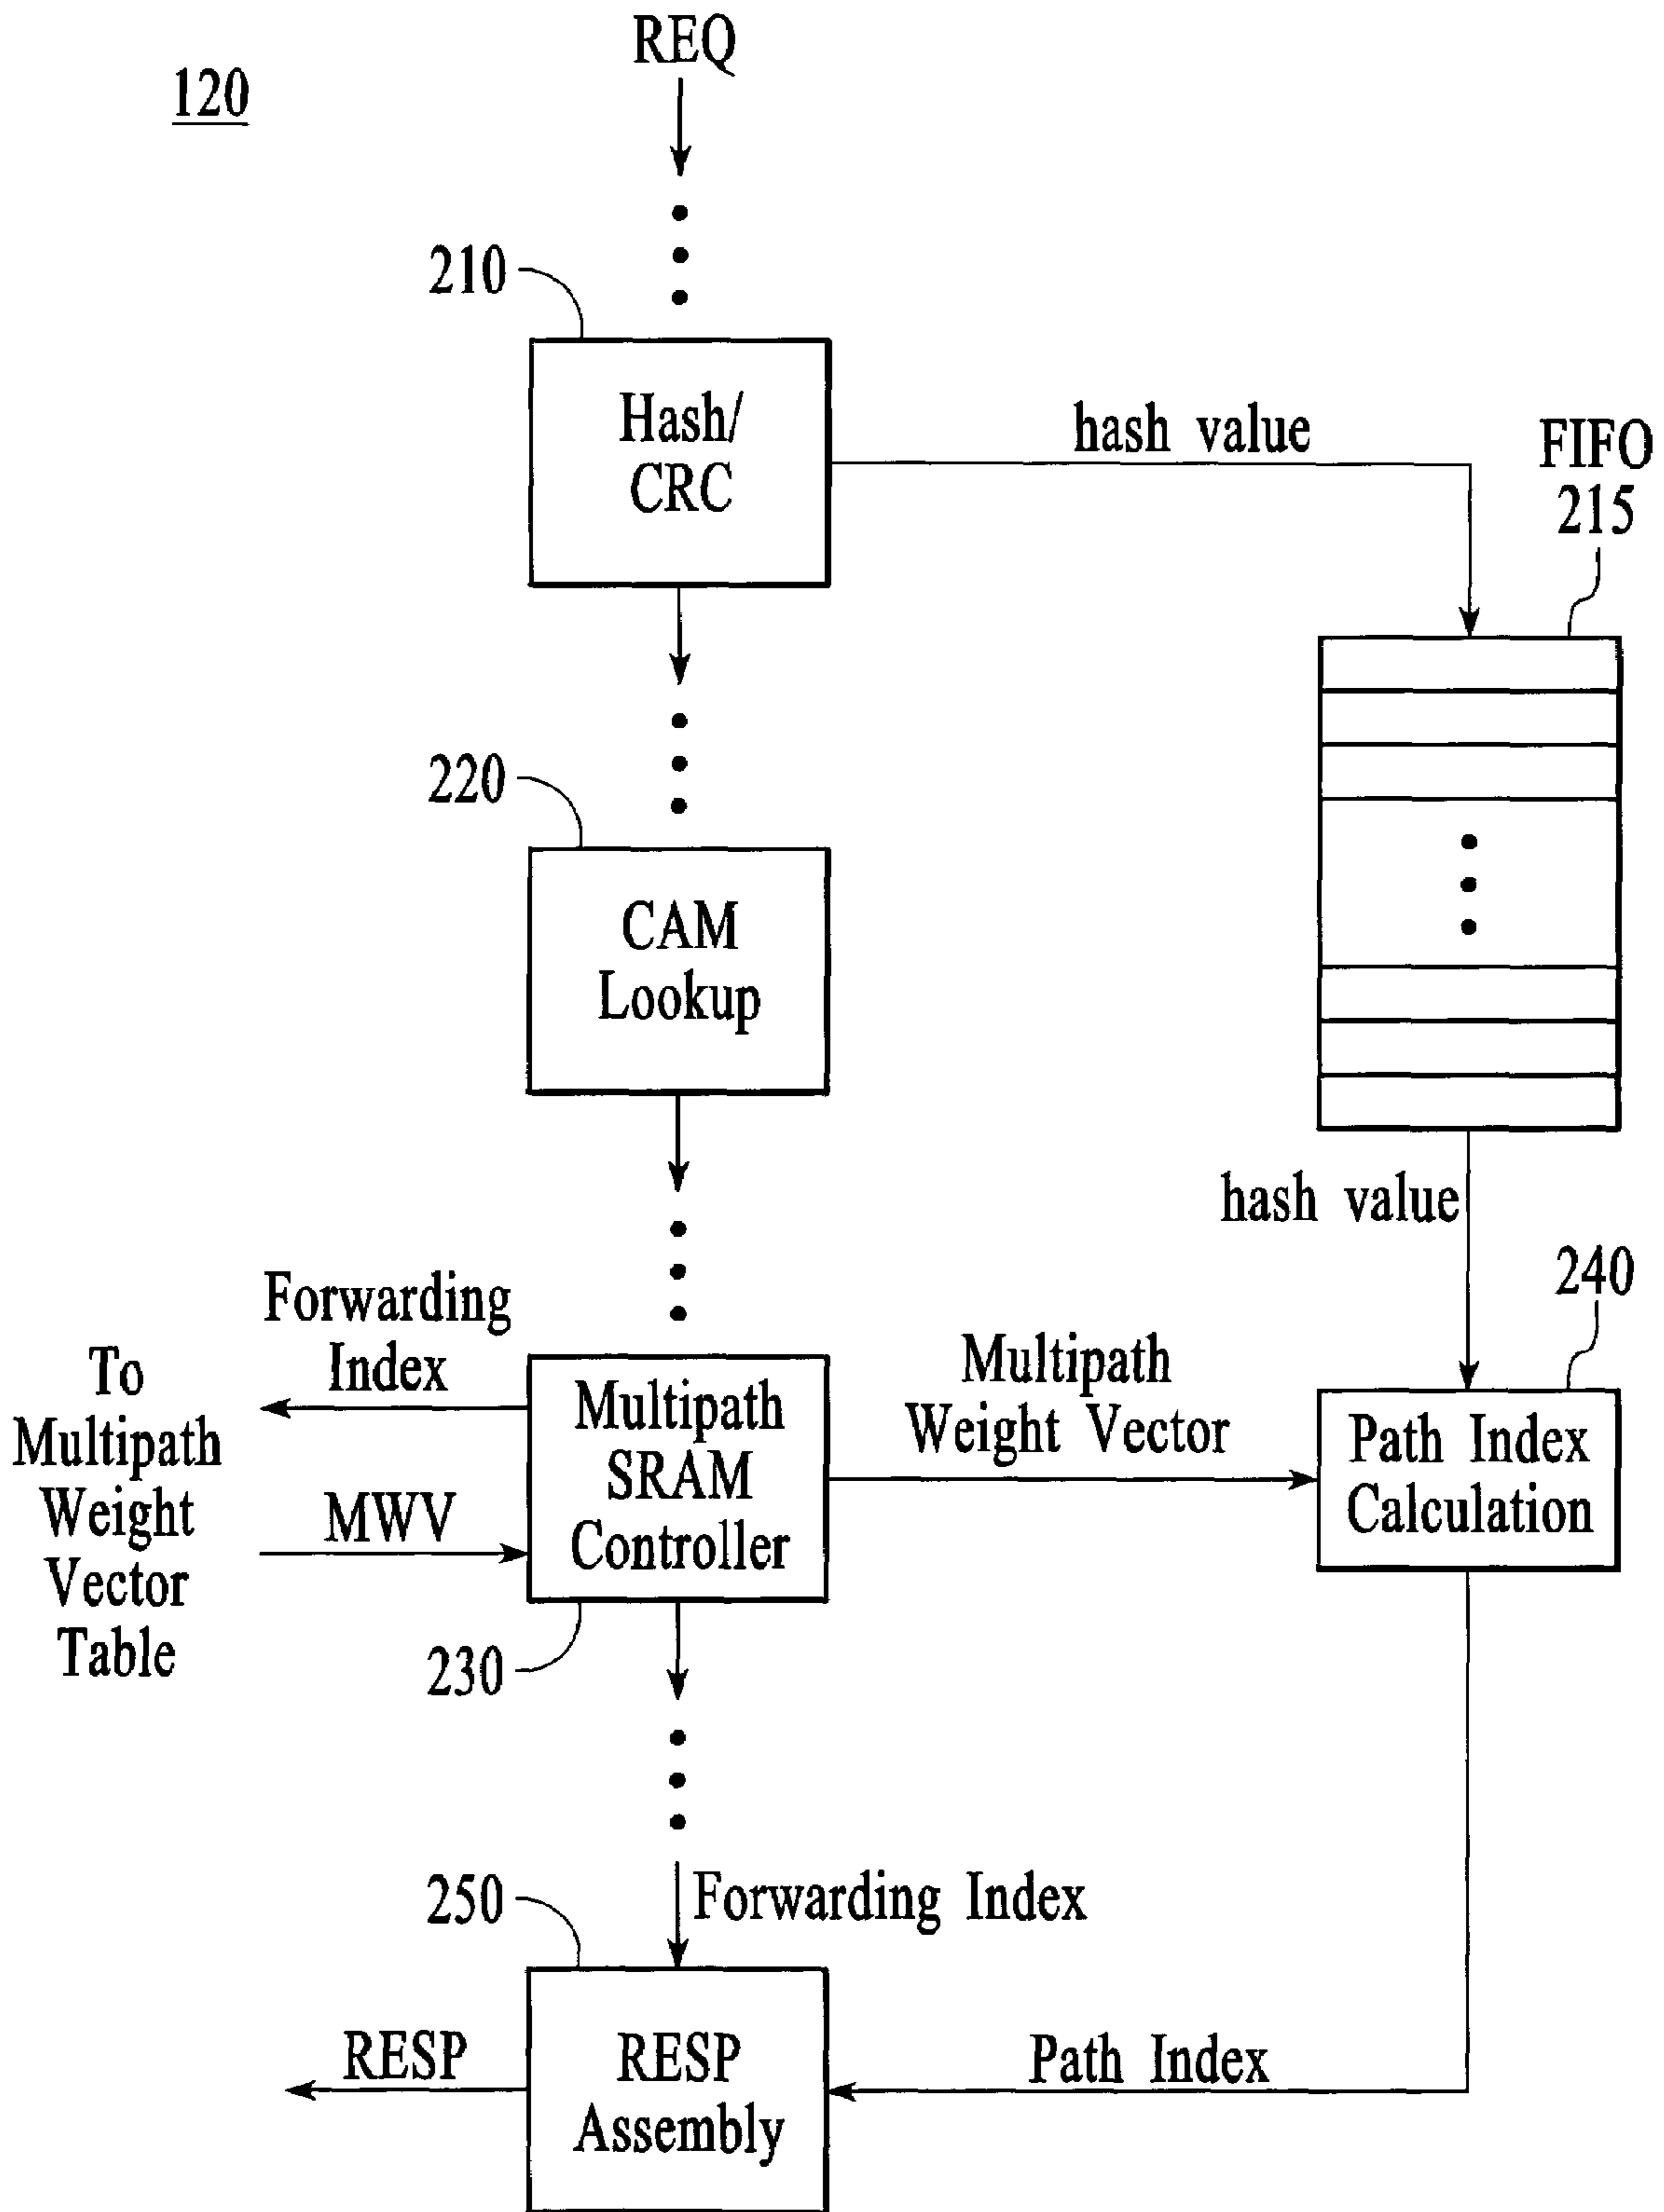 REQ
120
210
Hash/
CRC
hash value
FIFO
215
220
CAM
Lookup
hash value
240
Forwarding
Index
To
Multipath
Weight
Vector
Table
MWV
Multipath
SRAM
Controller
230
Multipath
Weight Vector
Path Index
Calculation
250
Forwarding Index
RESP
RESP
Assembly
Path Index